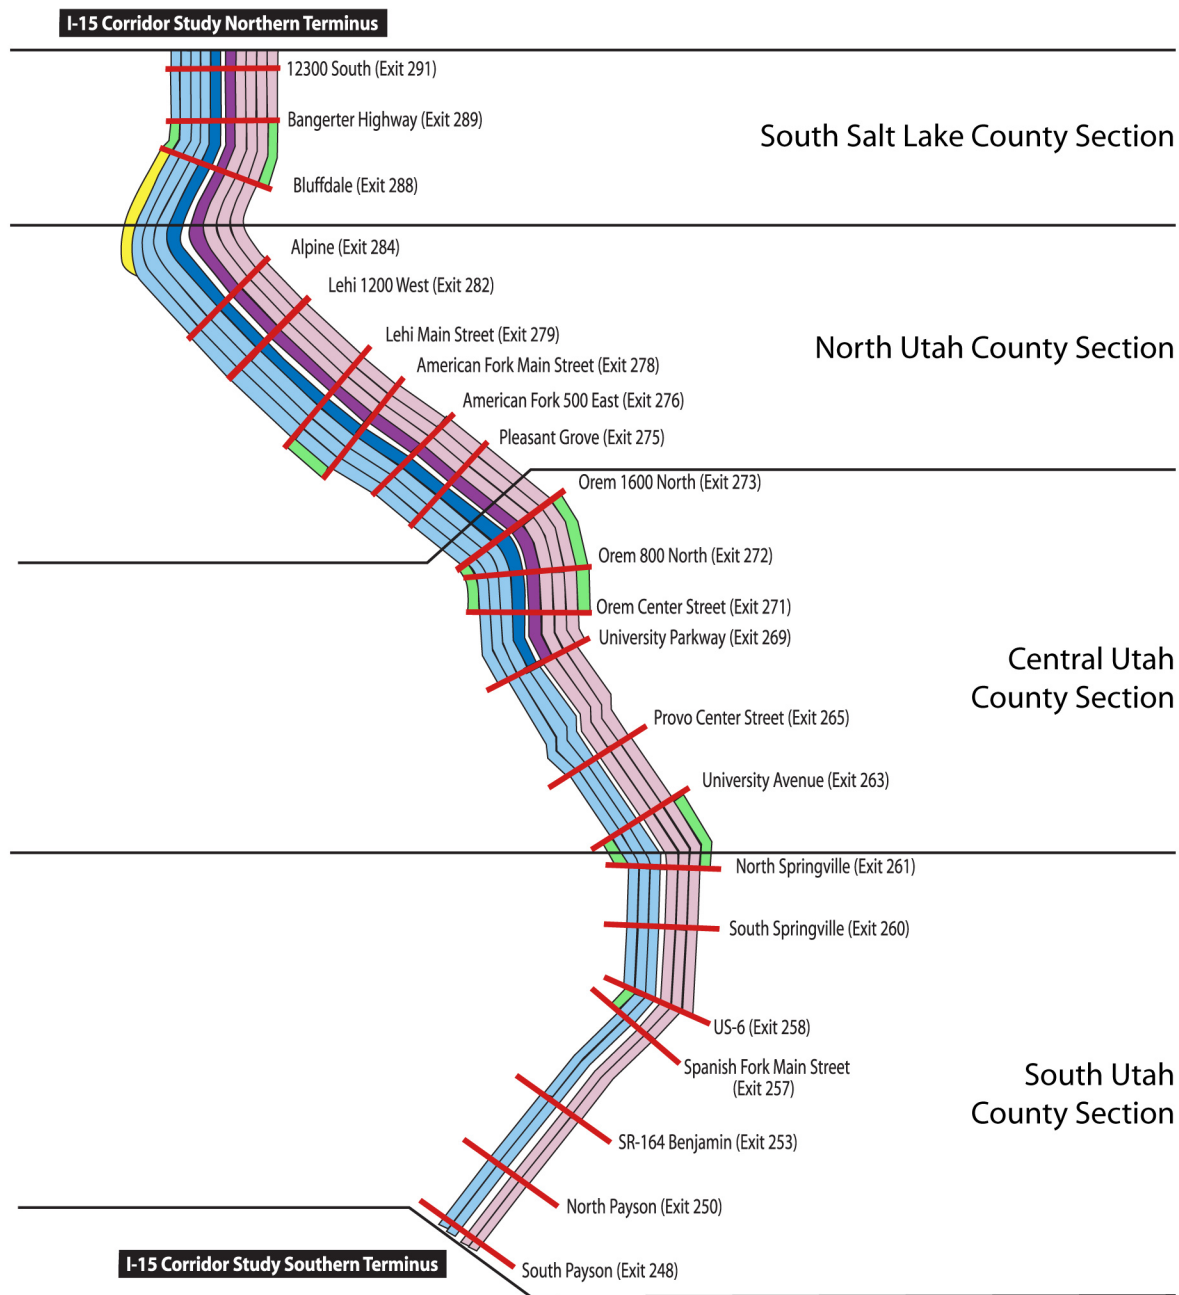 I-15 Corridor Study Northern Terminus
12300 South (Exit 291)
Bangerter Highway (Exit 289)
South Salt Lake County Section
Bluffdale (Exit 288)
Alpine (Exit 284)
Lehi 1200 West (Exit 282)
Lehi Main Street (Exit 279)
North Utah County Section
American Fork Main Street (Exit 278)
American Fork 500 East (Exit 276)
Pleasant Grove (Exit 275)
Orem 1600 North (Exit 273)
Orem 800 North (Exit 272)
Orem Center Street (Exit 271)
University Parkway (Exit 269)
Central Utah
County Section
Provo Center Street (Exit 265)
University Avenue (Exit 263)
North Springville (Exit 261)
South Springville (Exit 260)
US-6 (Exit 258)
Spanish Fork Main Street
(Exit 257)
South Utah
County Section
SR-164 Benjamin (Exit 253)
North Payson (Exit 250)
I-15 Corridor Study Southern Terminus
South Payson (Exit 248)